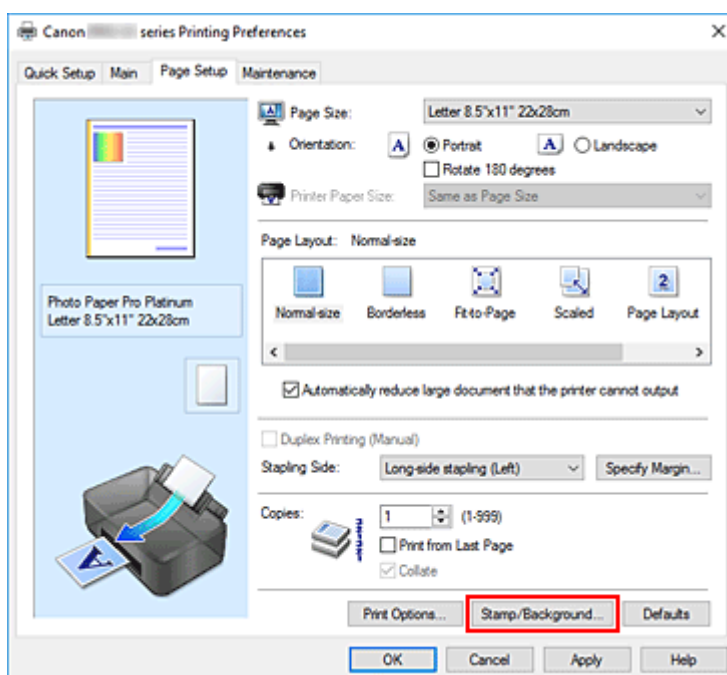 Canon series Printing Preferences
Quick Setup Main Page Setup Maintenance
Page Size: Letter 8.5"x11" 22x28cm
Orientation: A Portrait A Landscape
Rotate 180 degrees
Printer Paper Size: Same as Page Size
Page Layout: Normal-size
2
Normal-size Borderless Fit-to-Page Scaled Page Layout
Photo Paper Pro Platinum
Letter 8.5"x11" 22x28cm
Automatically reduce large document that the printer cannot output
Duplex Printing (Manual)
Stapling Side: Long-side stapling (Left) Specify Margin...
Copies: 1 (1-999)
Print from Last Page
Collate
A
Print Options... Stamp/Background... Defaults
OK Cancel Apply Help